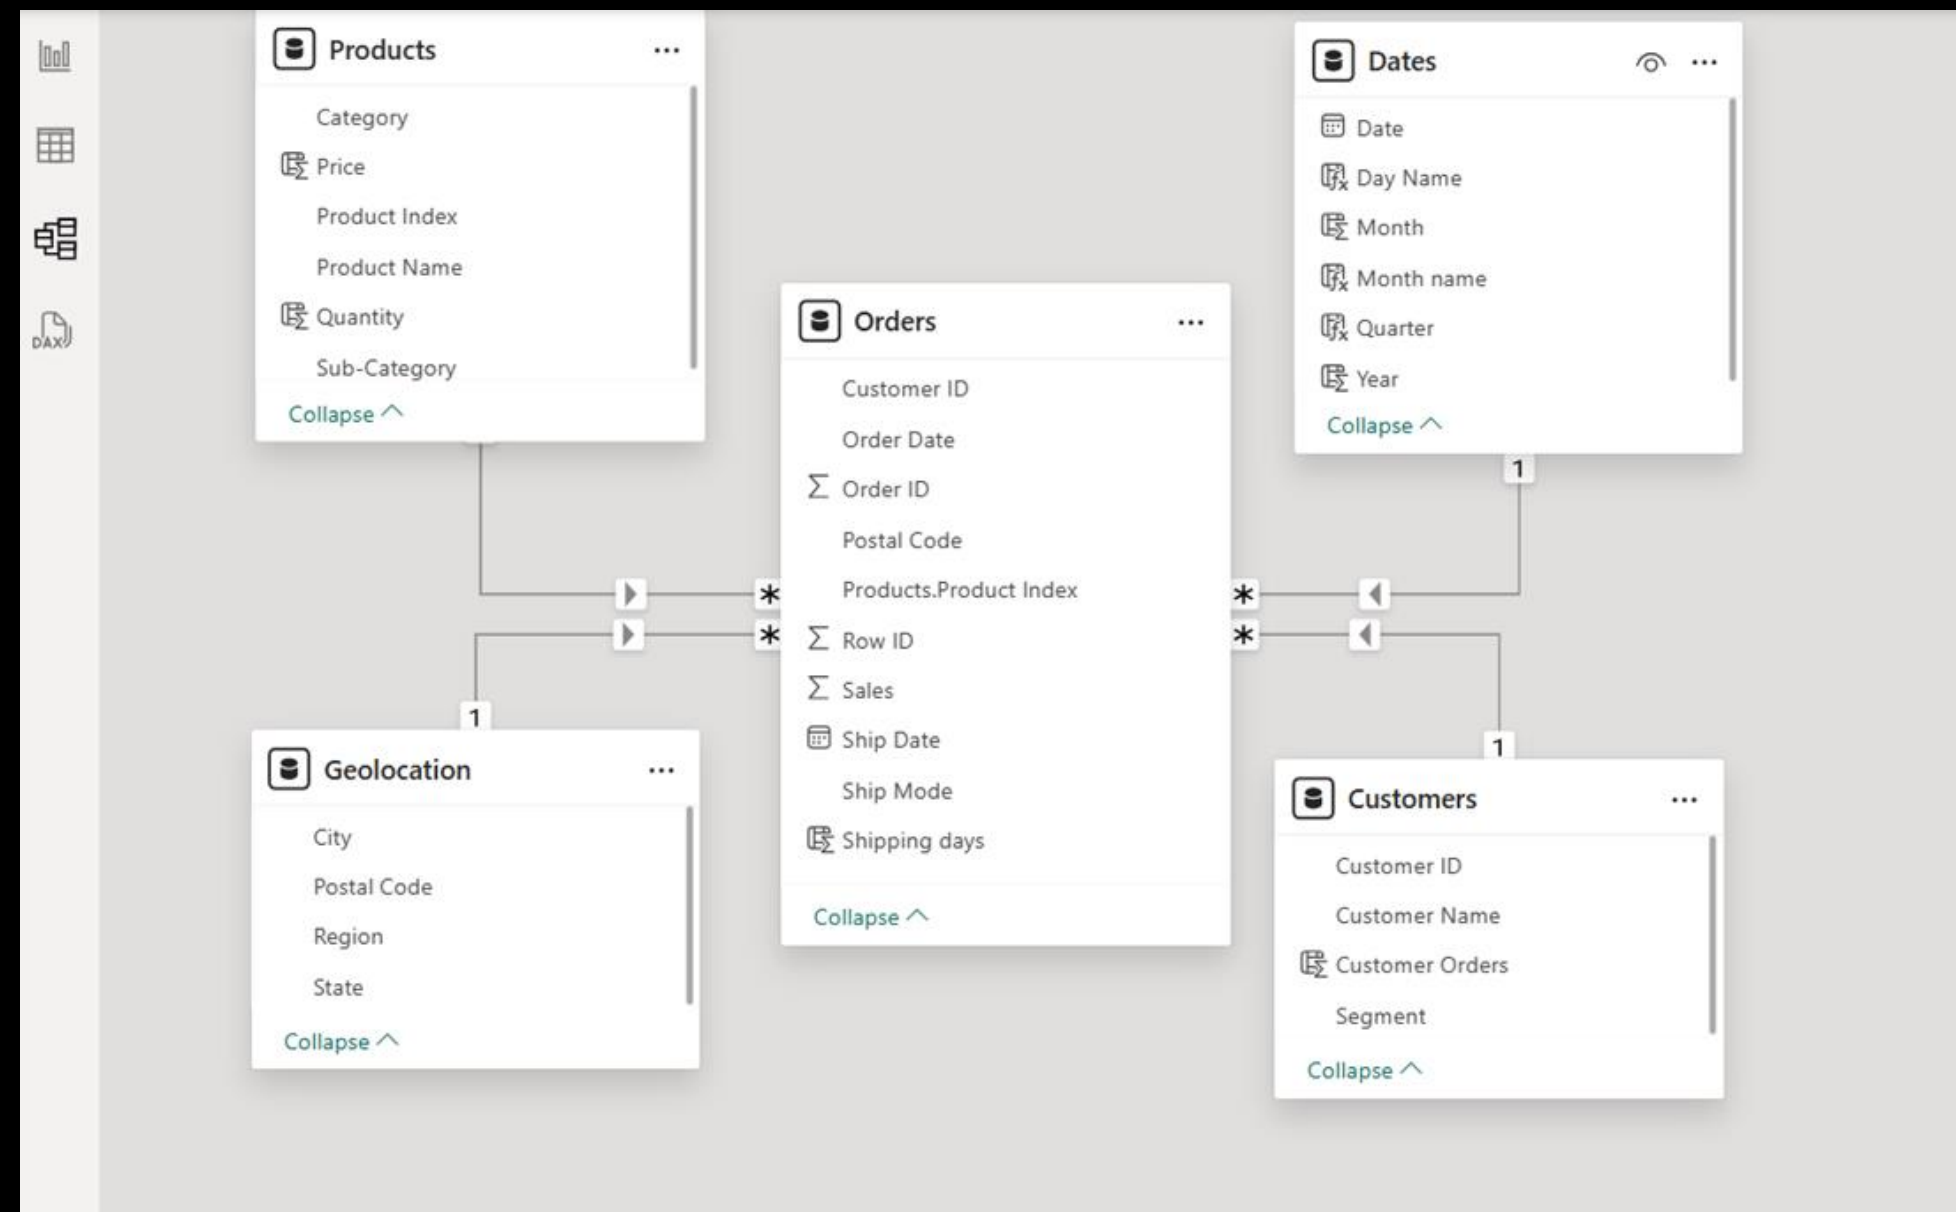 Products
Category
Price
Product Index
Product Name
Quantity
Sub-Category
Collapse
Dates
Date
Day Name
Month
Month name
Quarter
Year
Collapse
1
Orders
Customer ID
Order Date
Σ Order ID
Postal Code
Products.Product Index
Σ Row ID
Σ Sales
Ship Date
Ship Mode
Shipping days
Collapse
*
*
*
*
1
Geolocation
City
Postal Code
Region
State
Collapse
1
Customers
Customer ID
Customer Name
Customer Orders
Segment
Collapse
DAX